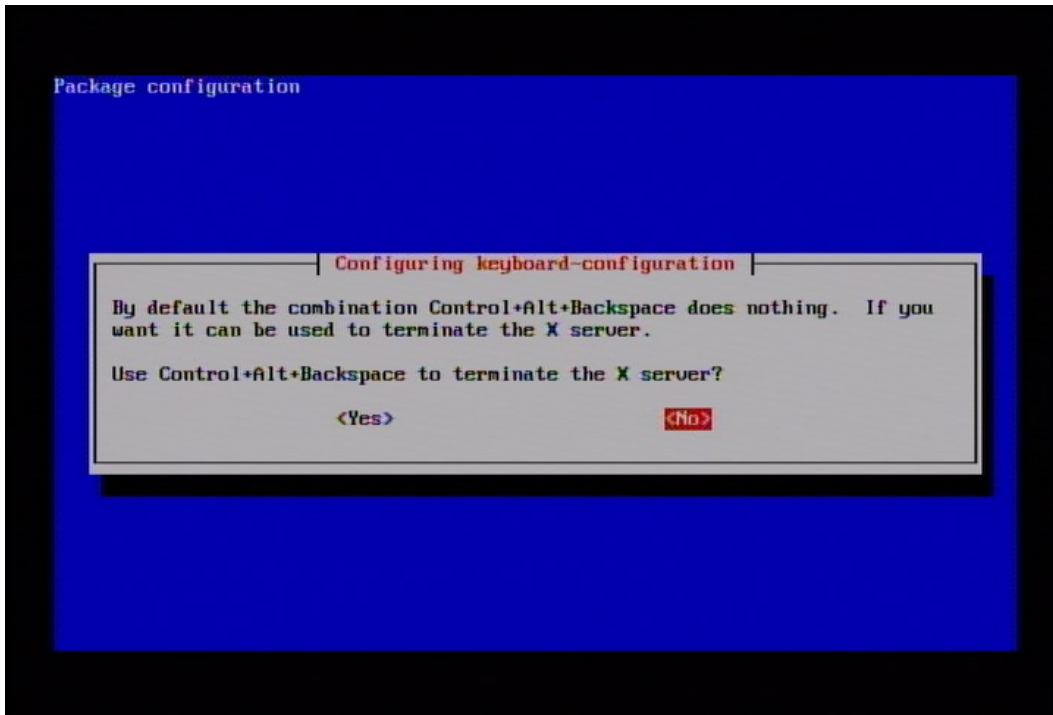 Package configuration
Configuring keyboard-configuration
By default the combination Control+Alt+Backspace does nothing.  If you
want it can be used to terminate the X server.
Use Control+Alt+Backspace to terminate the X server?
<Yes> <No>